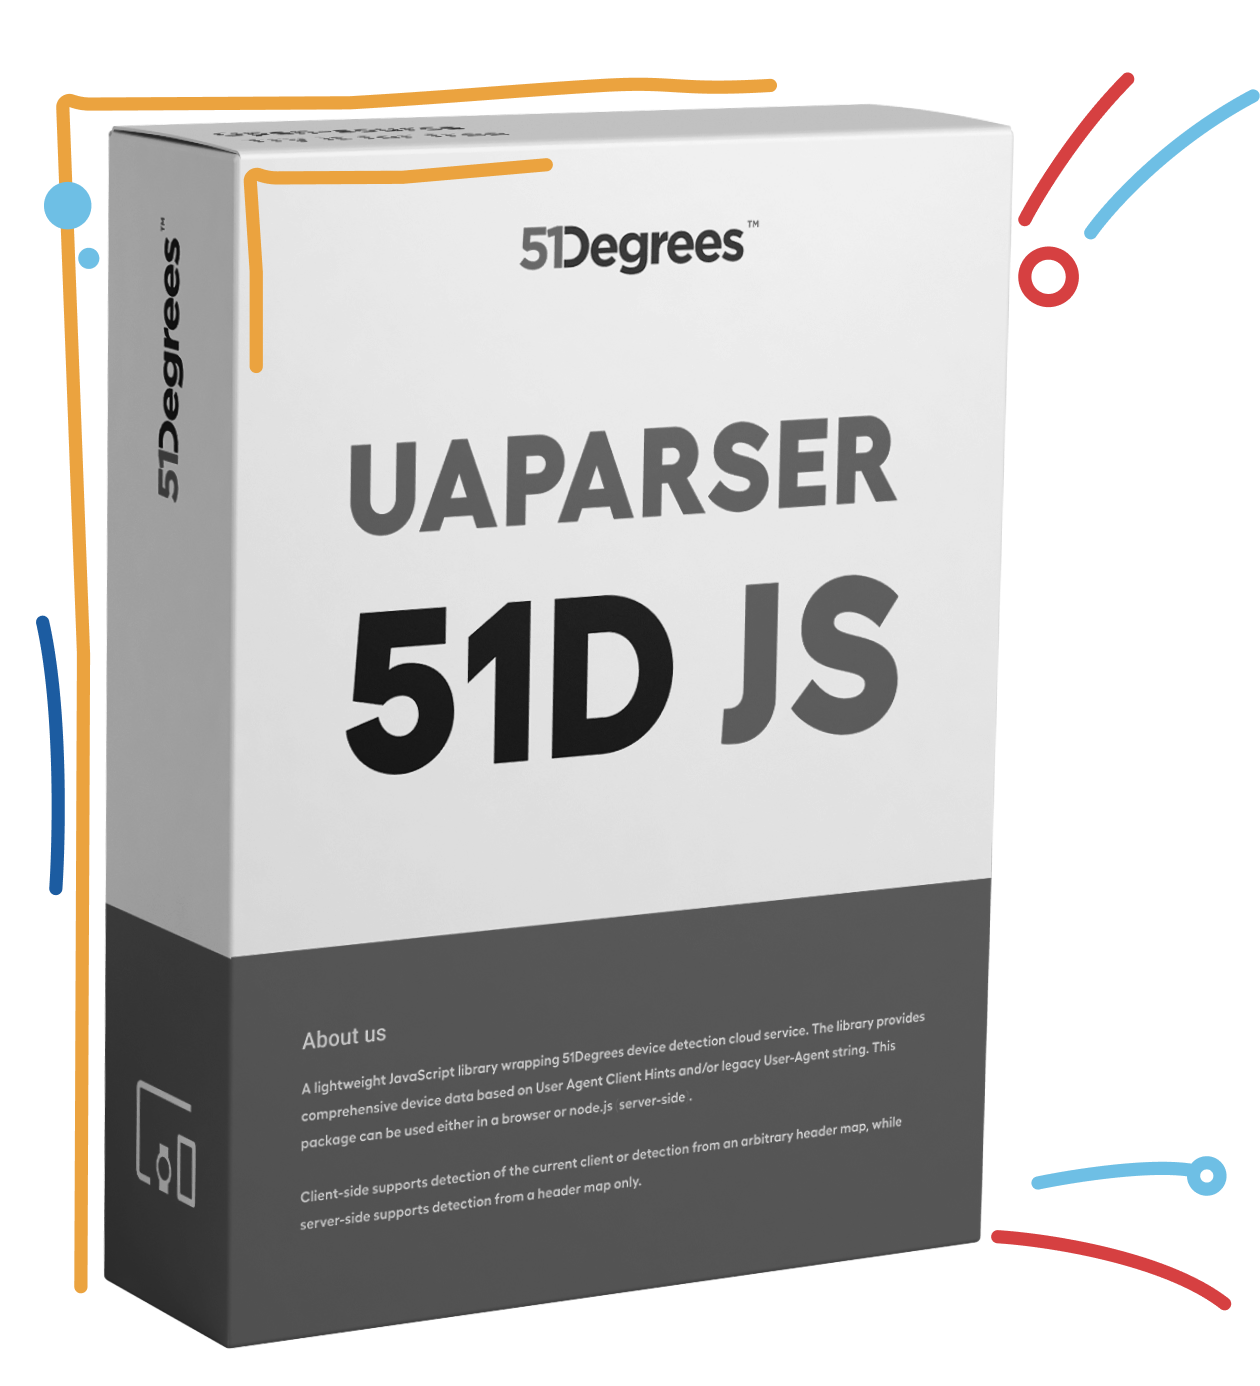 Open-source
51Degrees™
51Degrees™
UAPARSER
51D JS
About us
A lightweight JavaScript library wrapping 51Degrees device detection cloud service. The library provides
comprehensive device data based on User Agent Client Hints and/or legacy User-Agent string. This
package can be used either in a browser or node.js server-side .
Client-side supports detection of the current client or detection from an arbitrary header map, while
server-side supports detection from a header map only.